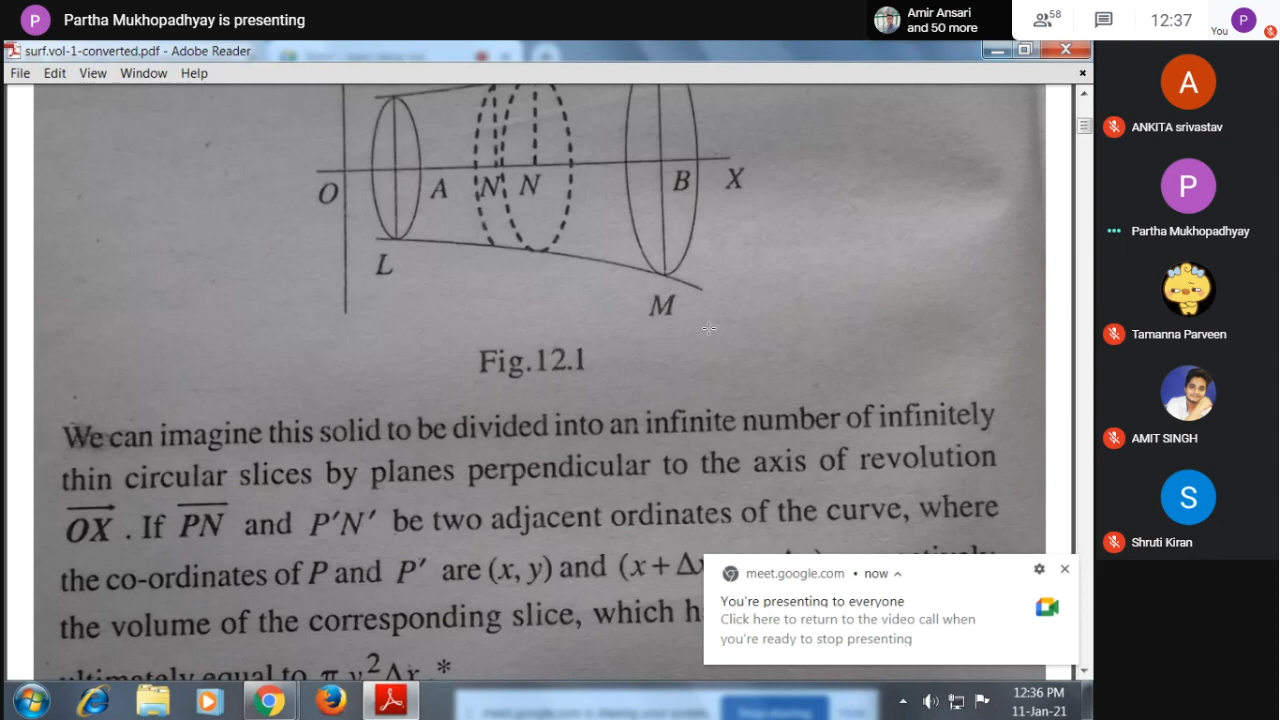 P Partha Mukhopadhyay is presenting
Amir Ansari
and 50 more
58
12:37
You
P
surf.vol-1-converted.pdf - Adobe Reader
File Edit View Window Help
O A N' N B X
L
M
Fig.12.1
We can imagine this solid to be divided into an infinite number of infinitely
thin circular slices by planes perpendicular to the axis of revolution
OX . If PN and P′N′ be two adjacent ordinates of the curve, where
the co-ordinates of P and P′ are (x, y) and (x + Δx
the volume of the corresponding slice, which h
ultimately equal to π y² Δx .*
meet.google.com • now
You're presenting to everyone
Click here to return to the video call when
you're ready to stop presenting
A
ANKITA srivastav
P
Partha Mukhopadhyay
Tamanna Parveen
AMIT SINGH
S
Shruti Kiran
12:36 PM
11-Jan-21